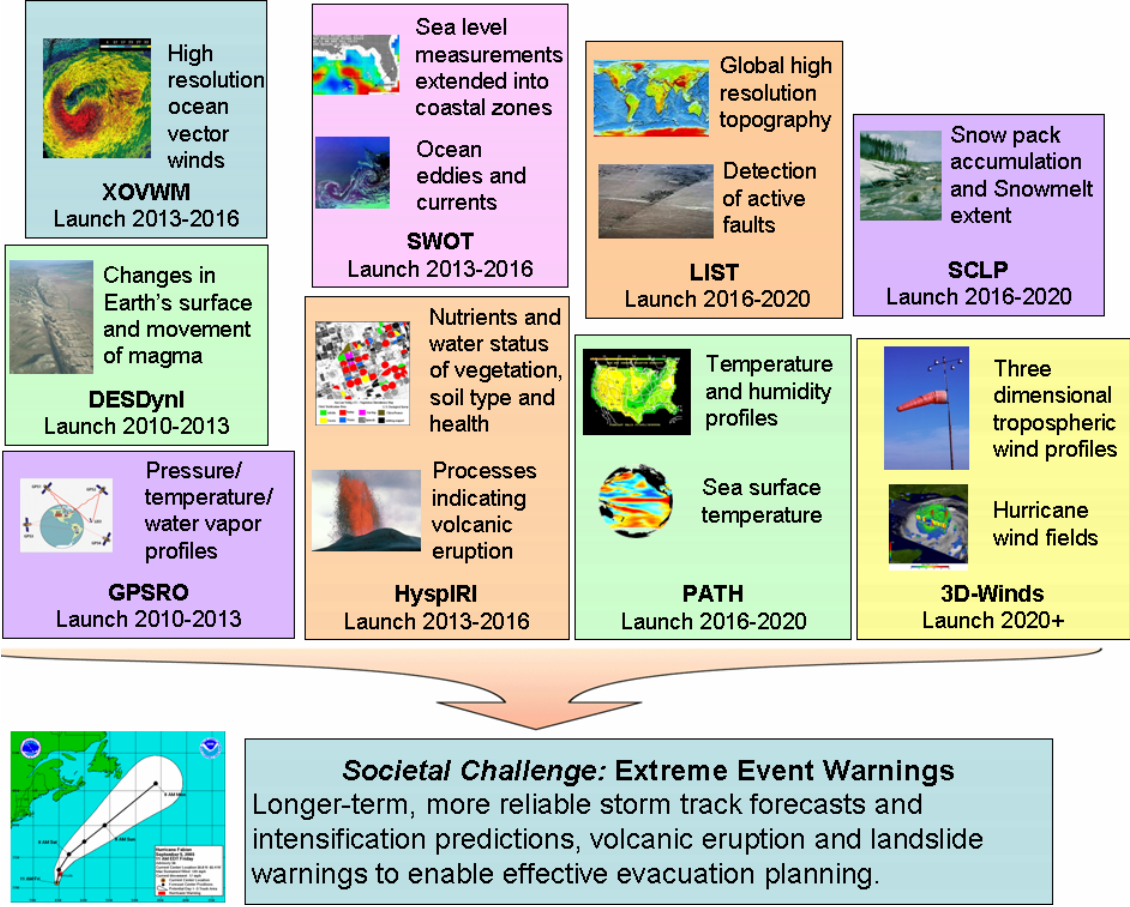 High
resolution
ocean
vector
winds
XOVWM
Launch 2013-2016
Sea level
measurements
extended into
coastal zones
Ocean
eddies and
currents
SWOT
Launch 2013-2016
Global high
resolution
topography
Detection
of active
faults
LIST
Launch 2016-2020
Snow pack
accumulation
and Snowmelt
extent
SCLP
Launch 2016-2020
Changes in
Earth's surface
and movement
of magma
DESDynI
Launch 2010-2013
Nutrients and
water status
of vegetation,
soil type and
health
Processes
indicating
volcanic
eruption
HyspIRI
Launch 2013-2016
Temperature
and humidity
profiles
Sea surface
temperature
PATH
Launch 2016-2020
Three
dimensional
tropospheric
wind profiles
Hurricane
wind fields
3D-Winds
Launch 2020+
Pressure/
temperature/
water vapor
profiles
GPSRO
Launch 2010-2013
Societal Challenge: Extreme Event Warnings
Longer-term, more reliable storm track forecasts and
intensification predictions, volcanic eruption and landslide
warnings to enable effective evacuation planning.
Hurricane Fabian
11 AM EDT Friday